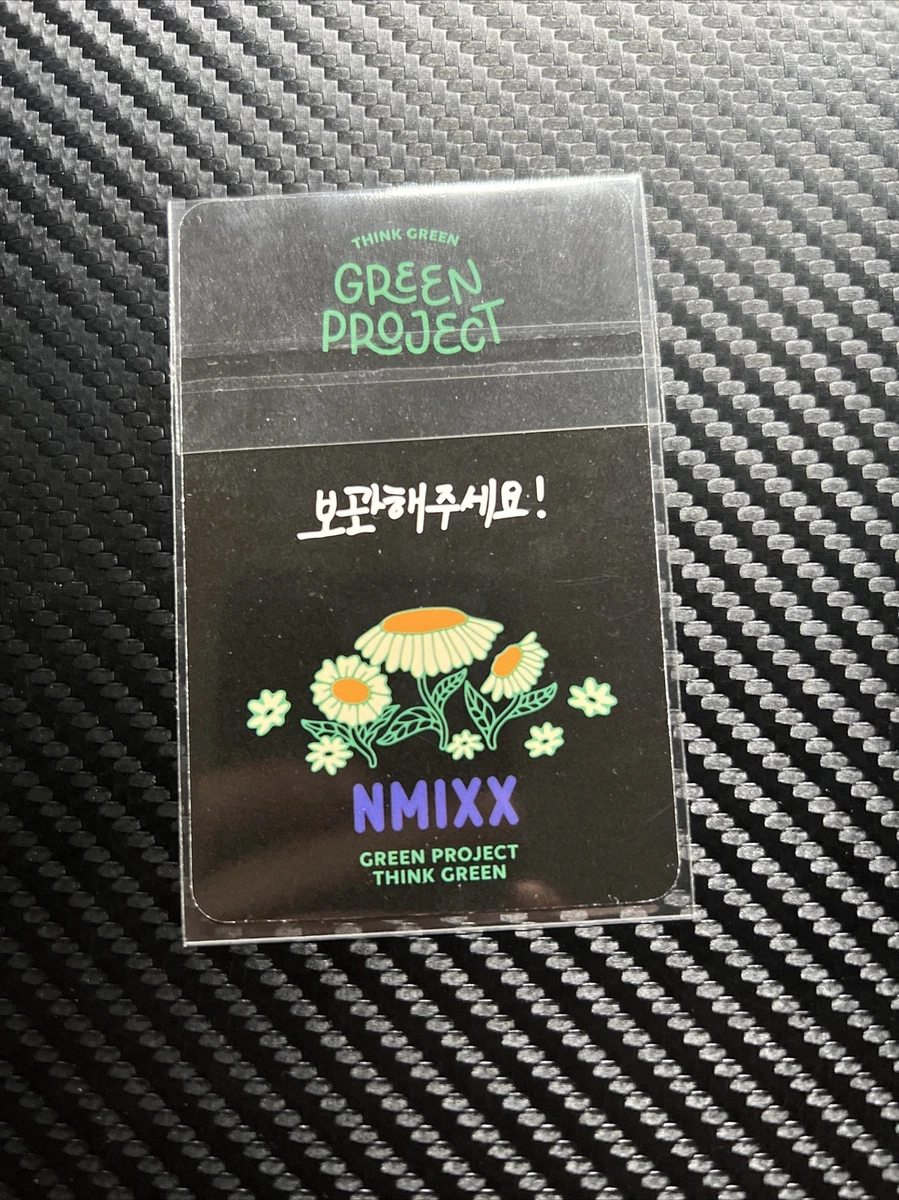 THINK GREEN
GREEN
PROJECT
보관해주세요!
NMIXX
GREEN PROJECT
THINK GREEN